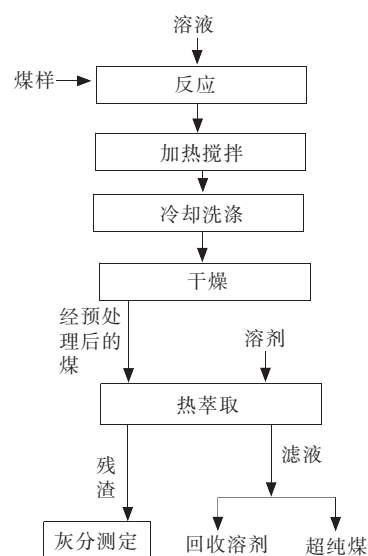 溶液
煤样
反应
加热搅拌
冷却洗涤
干燥
经预处
理后的
煤
溶剂
热萃取
残
渣
滤液
灰分测定
回收溶剂
超纯煤